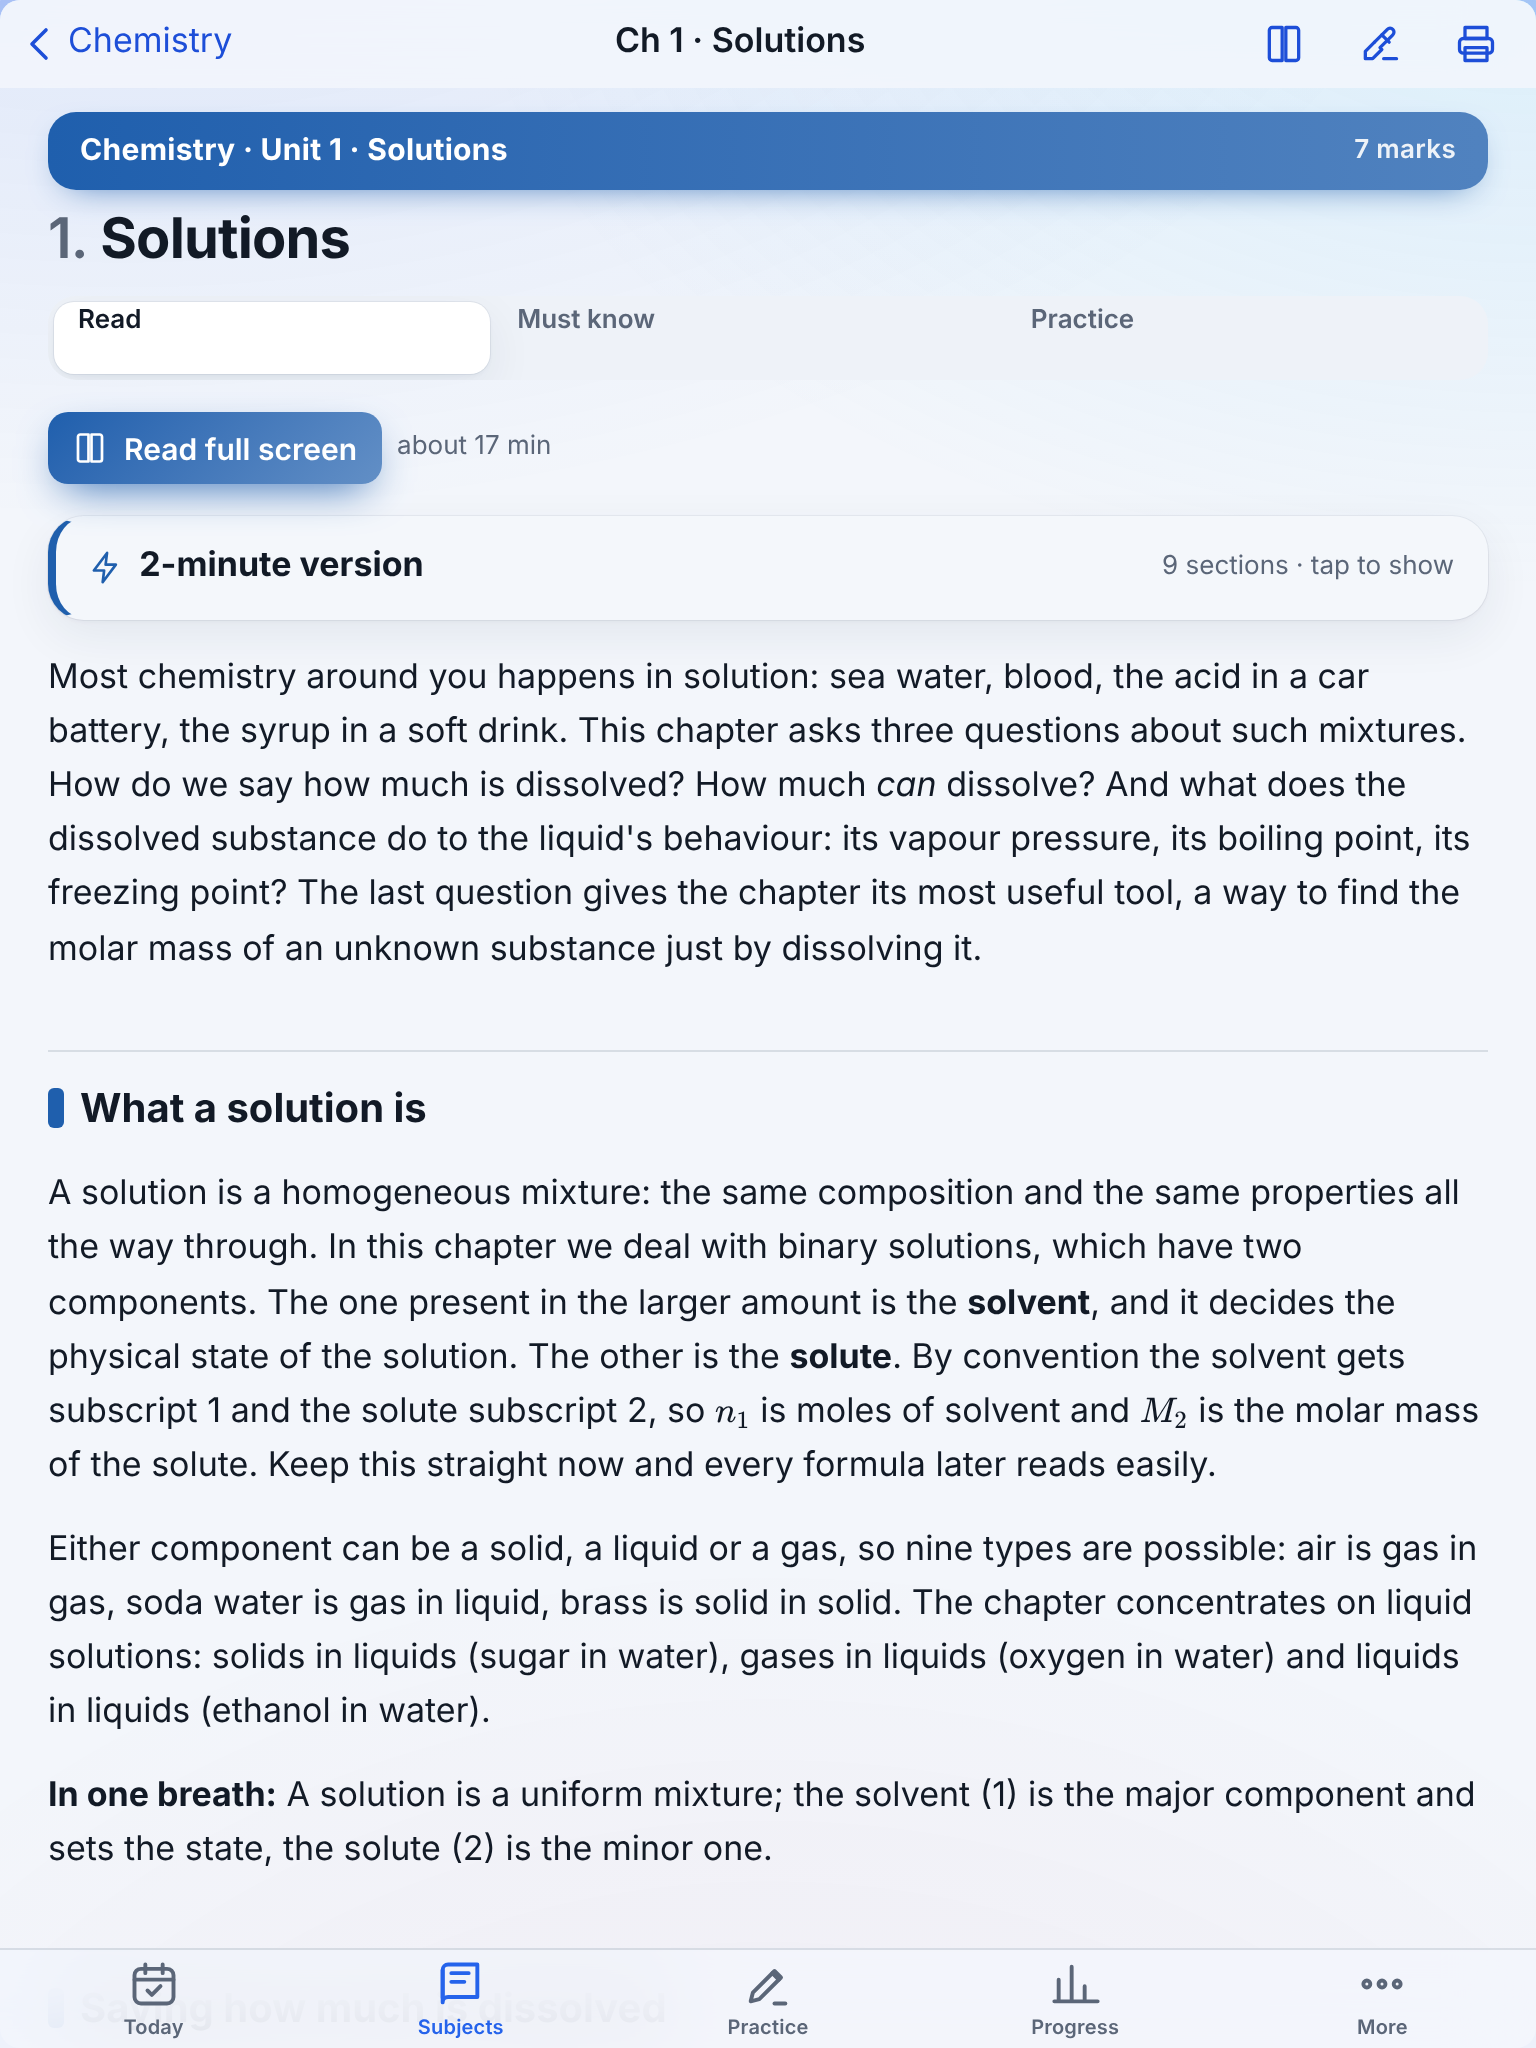 Chemistry
Ch 1 · Solutions
Chemistry · Unit 1 · Solutions
7 marks
1. Solutions
Read
Must know
Practice
Read full screen
about 17 min
2-minute version
9 sections · tap to show
Most chemistry around you happens in solution: sea water, blood, the acid in a car
battery, the syrup in a soft drink. This chapter asks three questions about such mixtures.
How do we say how much is dissolved? How much can dissolve? And what does the
dissolved substance do to the liquid's behaviour: its vapour pressure, its boiling point, its
freezing point? The last question gives the chapter its most useful tool, a way to find the
molar mass of an unknown substance just by dissolving it.
What a solution is
A solution is a homogeneous mixture: the same composition and the same properties all
the way through. In this chapter we deal with binary solutions, which have two
components. The one present in the larger amount is the solvent, and it decides the
physical state of the solution. The other is the solute. By convention the solvent gets
subscript 1 and the solute subscript 2, so n₁ is moles of solvent and M₂ is the molar mass
of the solute. Keep this straight now and every formula later reads easily.
Either component can be a solid, a liquid or a gas, so nine types are possible: air is gas in
gas, soda water is gas in liquid, brass is solid in solid. The chapter concentrates on liquid
solutions: solids in liquids (sugar in water), gases in liquids (oxygen in water) and liquids
in liquids (ethanol in water).
In one breath: A solution is a uniform mixture; the solvent (1) is the major component and
sets the state, the solute (2) is the minor one.
Saying how much is dissolved
Today
Subjects
Practice
Progress
More